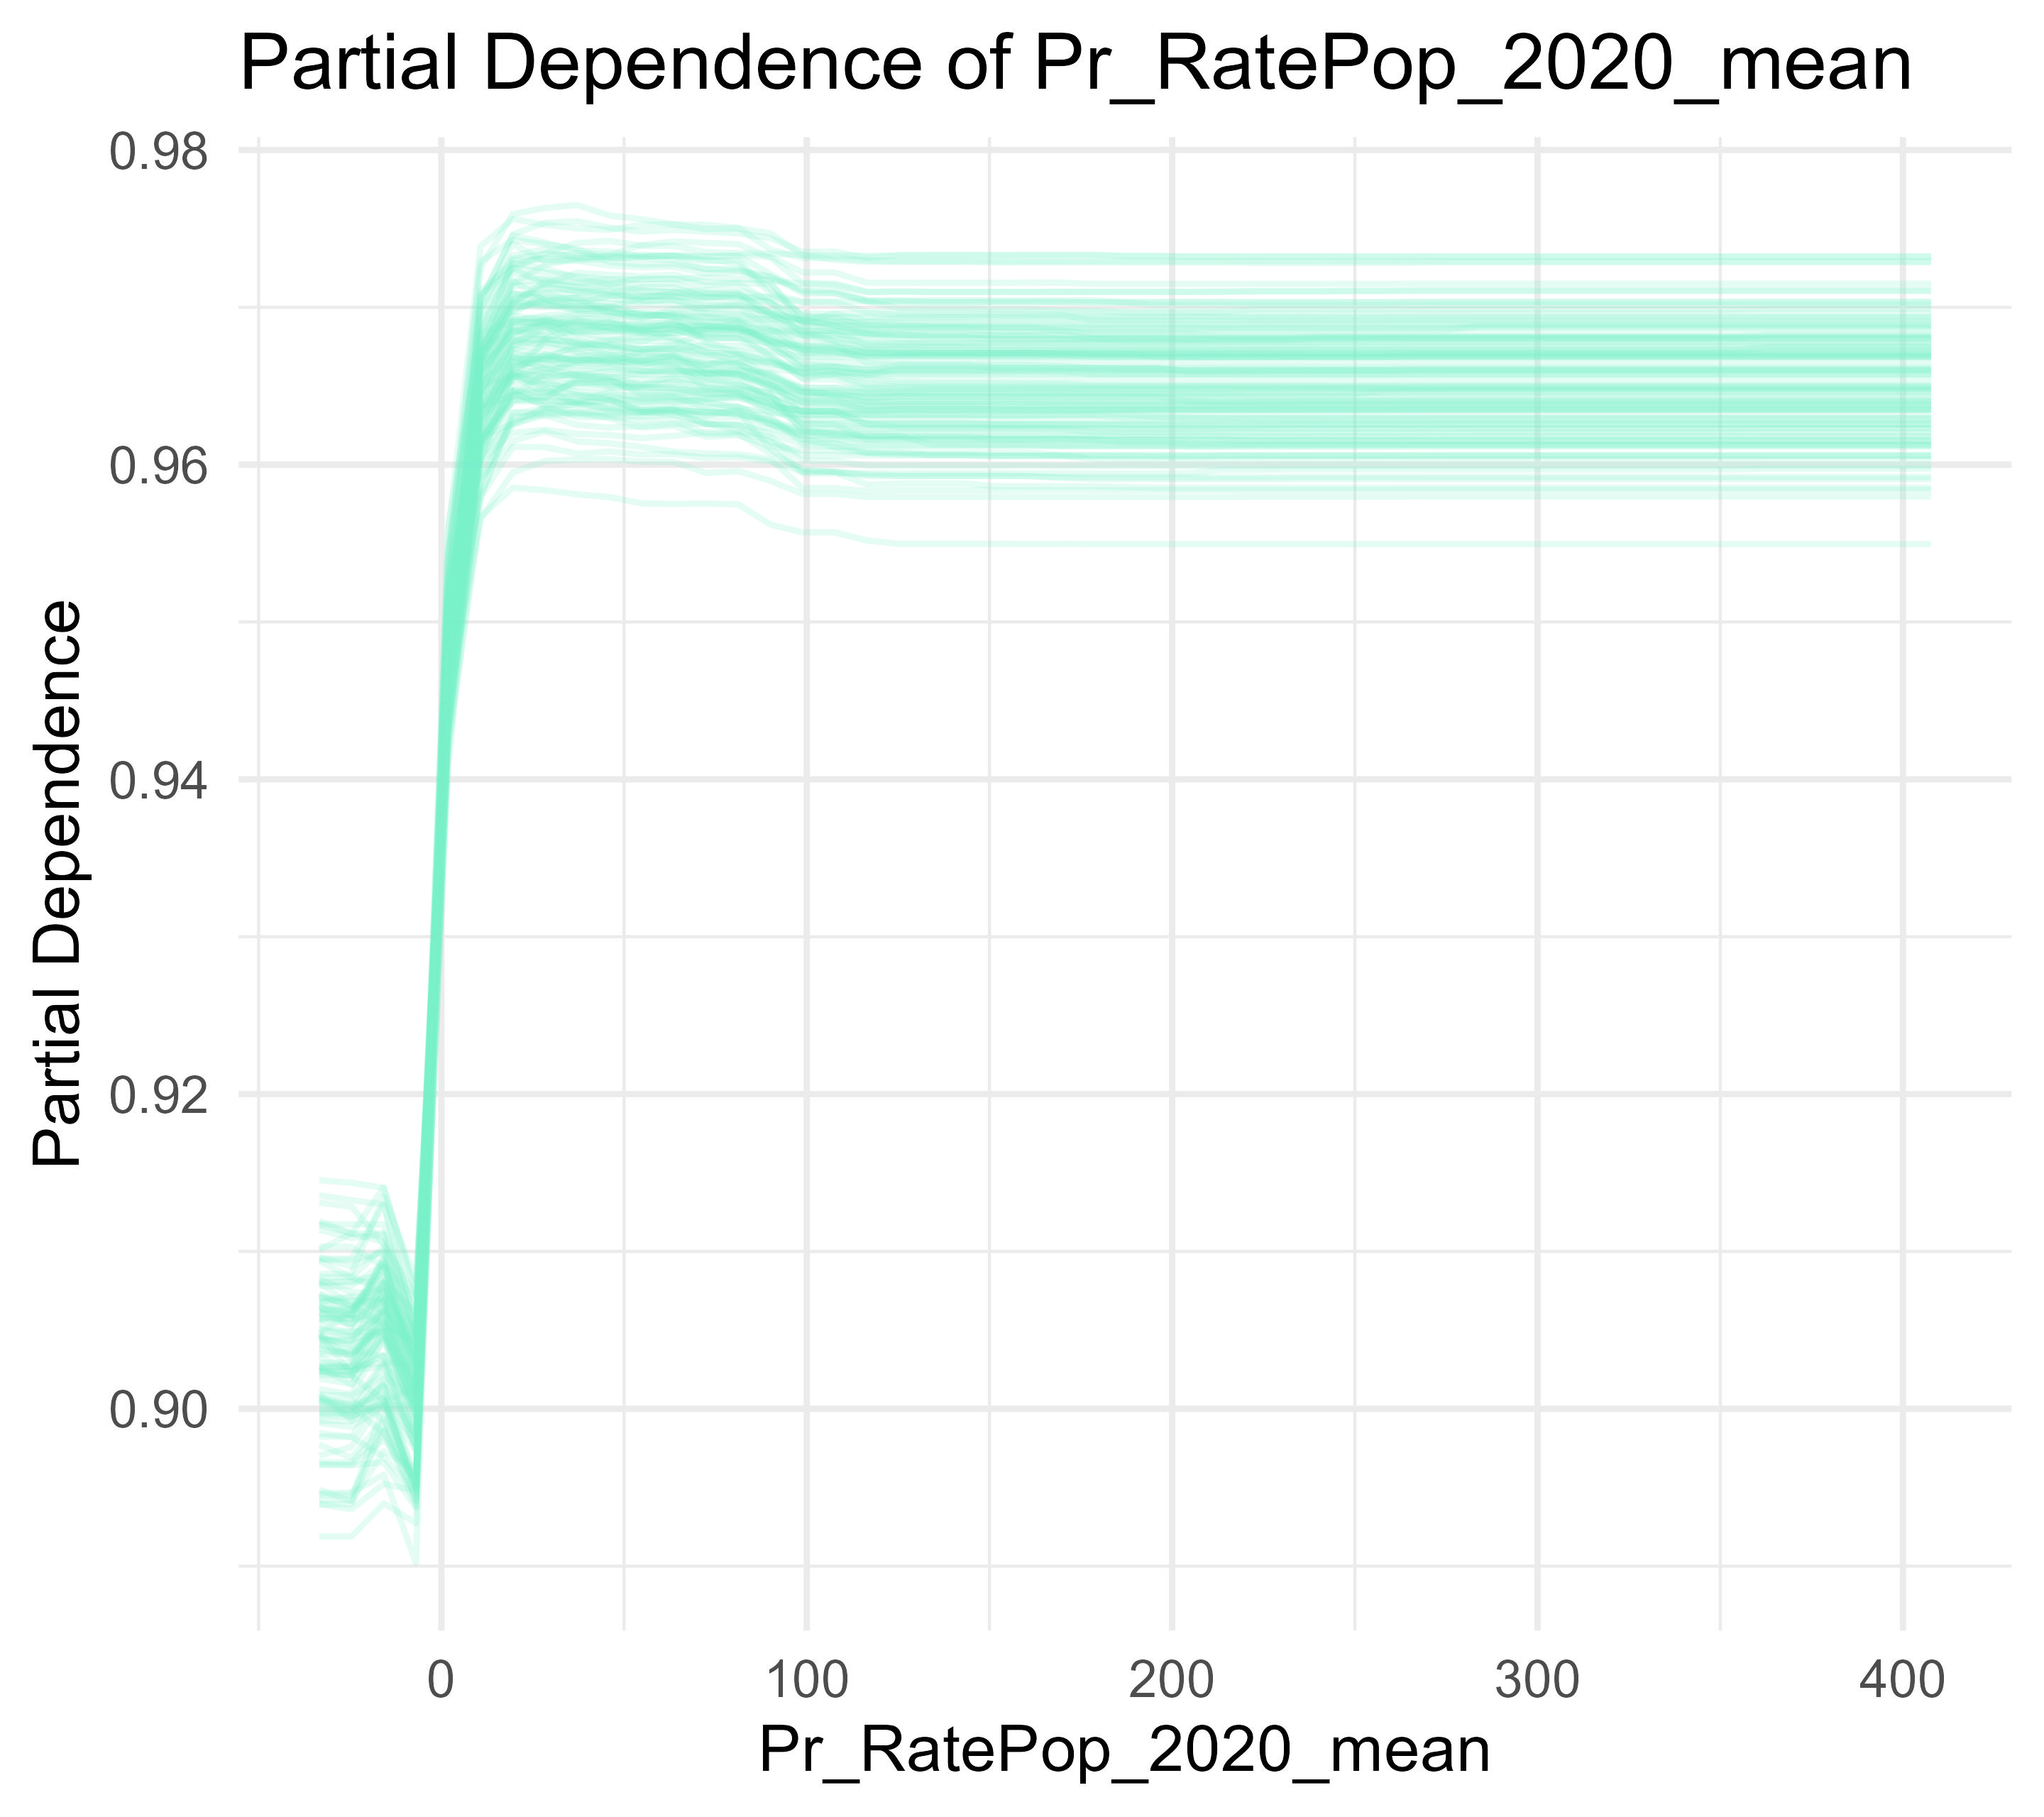 Partial Dependence of Pr_RatePop_2020_mean
0.98
0.96
0.94
0.92
0.90
Partial Dependence
0 100 200 300 400
Pr_RatePop_2020_mean